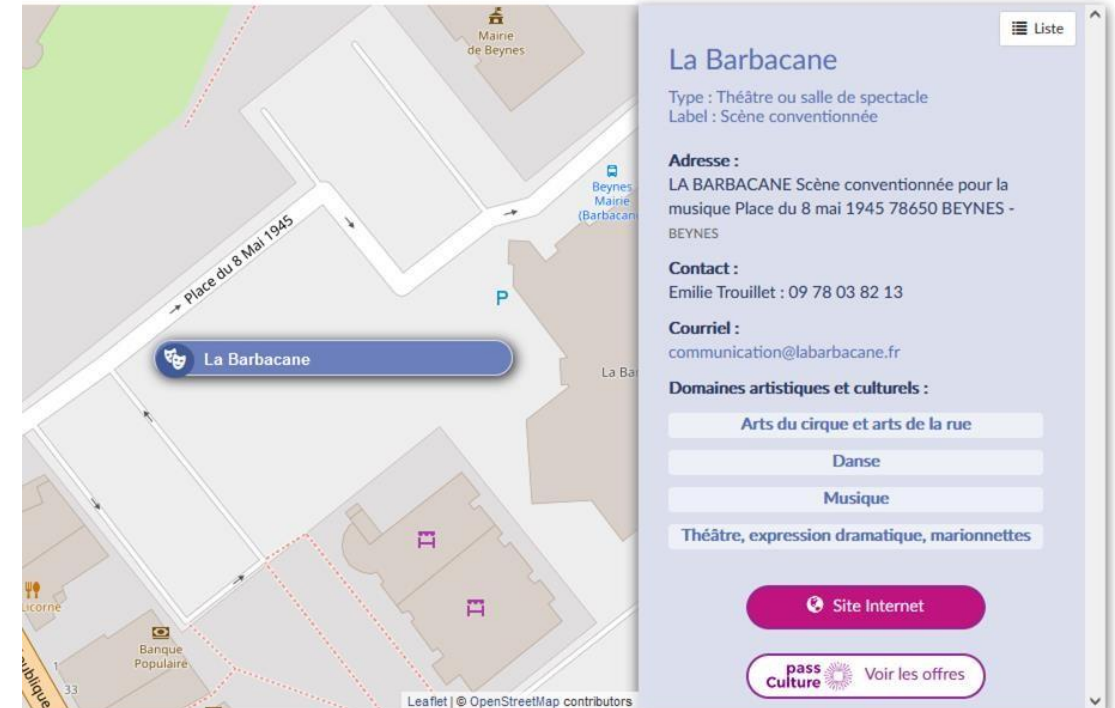 Mairie
de Beynes
Beynes
Mairie
(Barbacan
Place du 8 Mai 1945
P
La Barbacane
La Ba
Licorne
Banque
Populaire
1
33
ublique
Leaflet | © OpenStreetMap contributors
Liste
La Barbacane
Type : Théâtre ou salle de spectacle
Label : Scène conventionnée
Adresse :
LA BARBACANE Scène conventionnée pour la
musique Place du 8 mai 1945 78650 BEYNES -
BEYNES
Contact :
Emilie Trouillet : 09 78 03 82 13
Courriel :
communication@labarbacane.fr
Domaines artistiques et culturels :
Arts du cirque et arts de la rue
Danse
Musique
Théâtre, expression dramatique, marionnettes
Site Internet
pass
Culture
Voir les offres